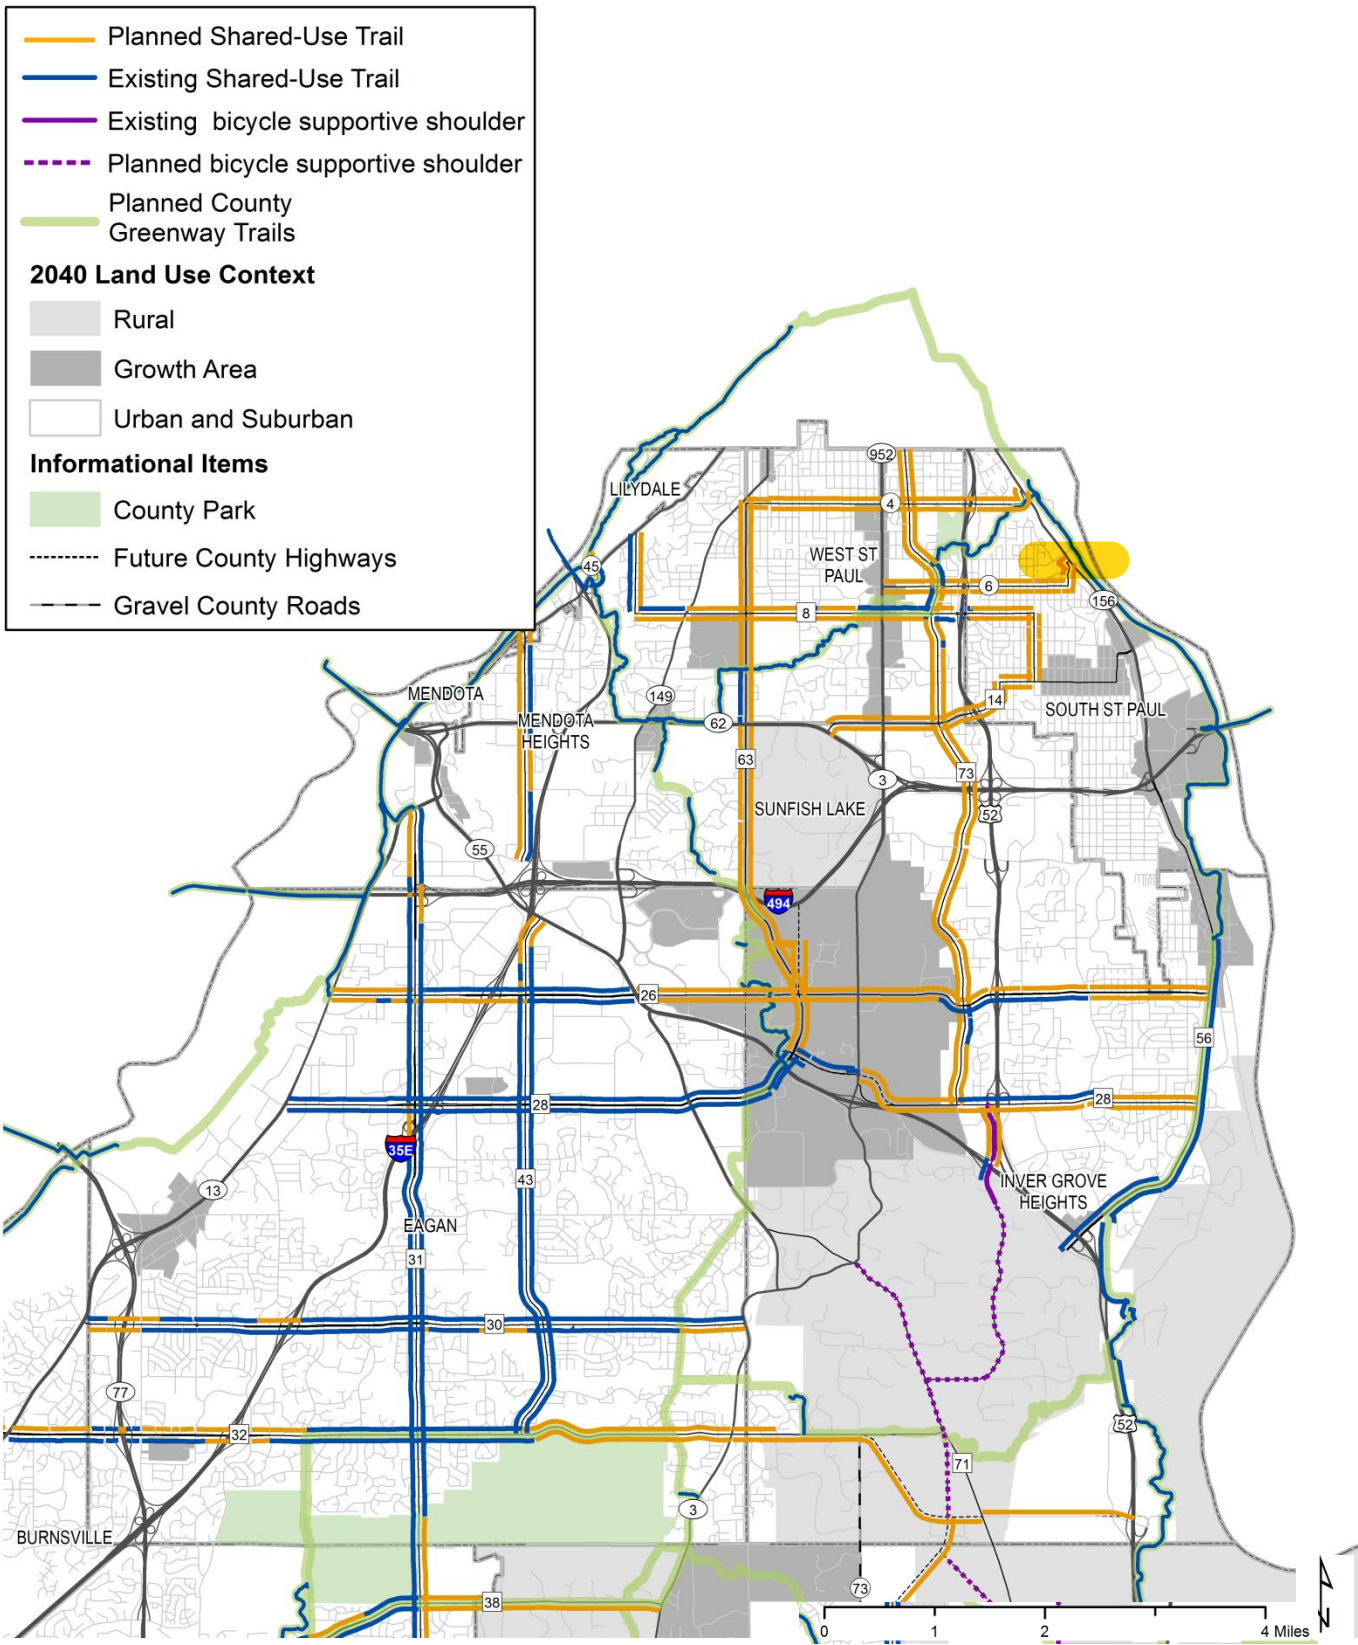 Planned Shared-Use Trail
Existing Shared-Use Trail
Existing bicycle supportive shoulder
Planned bicycle supportive shoulder
Planned County
Greenway Trails
2040 Land Use Context
Rural
Growth Area
Urban and Suburban
Informational Items
County Park
Future County Highways
Gravel County Roads
952
LILYDALE
4
WEST ST
PAUL
45
6
156
8
MENDOTA
149
14
SOUTH ST PAUL
MENDOTA
HEIGHTS
62
63
73
3
SUNFISH LAKE
52
55
494
26
56
28
28
35E
43
13
INVER GROVE
HEIGHTS
EAGAN
31
30
77
32
52
71
3
BURNSVILLE
73
38
0
1
2
4 Miles
N